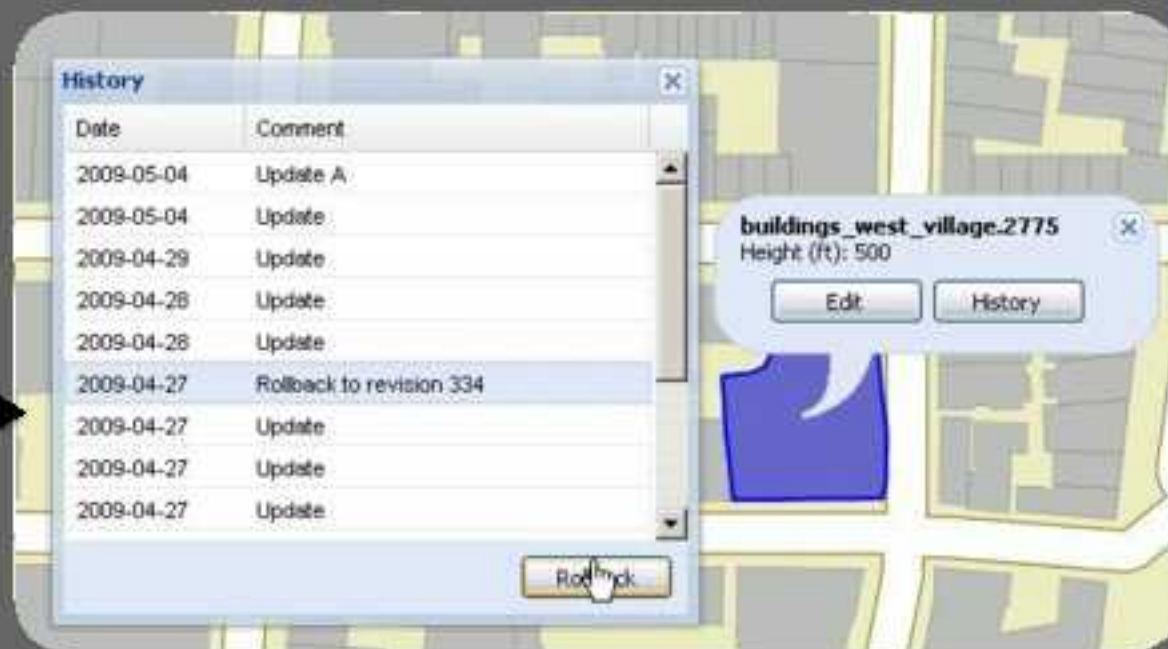 History
Date Comment
2009-05-04 Update A
2009-05-04 Update
2009-04-29 Update
2009-04-28 Update
2009-04-28 Update
2009-04-27 Rollback to revision 334
2009-04-27 Update
2009-04-27 Update
2009-04-27 Update
Rollback
buildings_west_village.2775
Height (ft): 500
Edit History